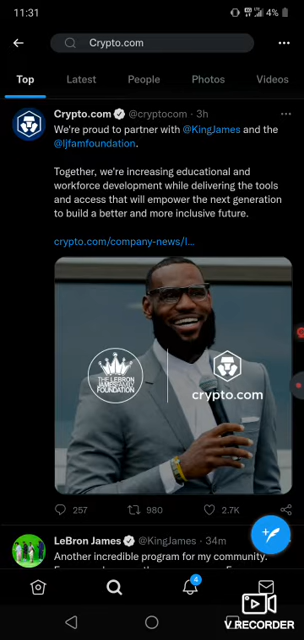 11:31
4%
Crypto.com
Top
Latest
People
Photos
Videos
Crypto.com @cryptocom · 3h
We're proud to partner with @KingJames and the
@ljfamfoundation.
Together, we're increasing educational and
workforce development while delivering the tools
and access that will empower the next generation
to build a better and more inclusive future.
crypto.com/company-news/l...
THE LEBRON
JAMES FAMILY
FOUNDATION
crypto.com
257
980
2.7K
LeBron James @KingJames · 34m
Another incredible program for my community.
4
V.RECORDER